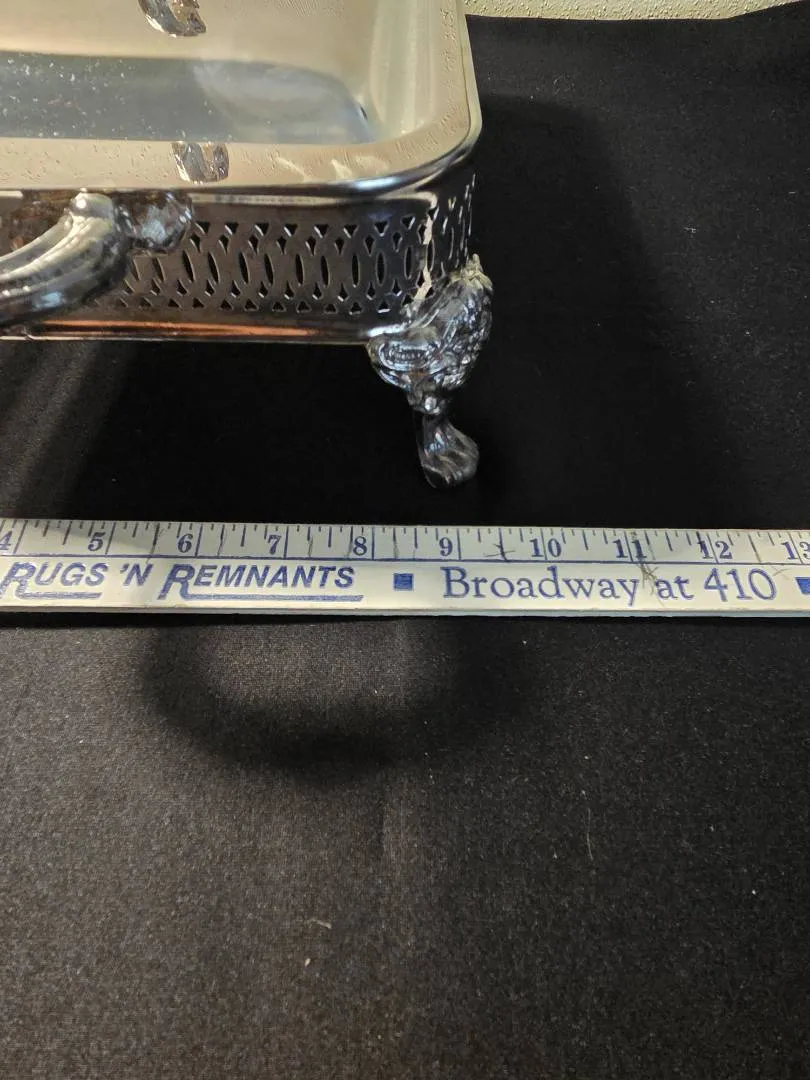 4 5 6 7 8 9 10 11 12 13
RUGS 'N REMNANTS ■ Broadway at 410 ■